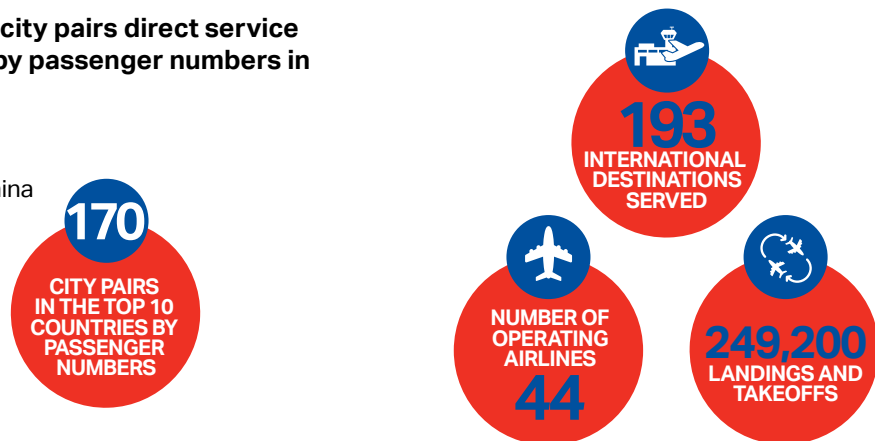 city pairs direct service
by passenger numbers in
ina
170
CITY PAIRS
IN THE TOP 10
COUNTRIES BY
PASSENGER
NUMBERS
193
INTERNATIONAL
DESTINATIONS
SERVED
NUMBER OF
OPERATING
AIRLINES
44
249,200
LANDINGS AND
TAKEOFFS